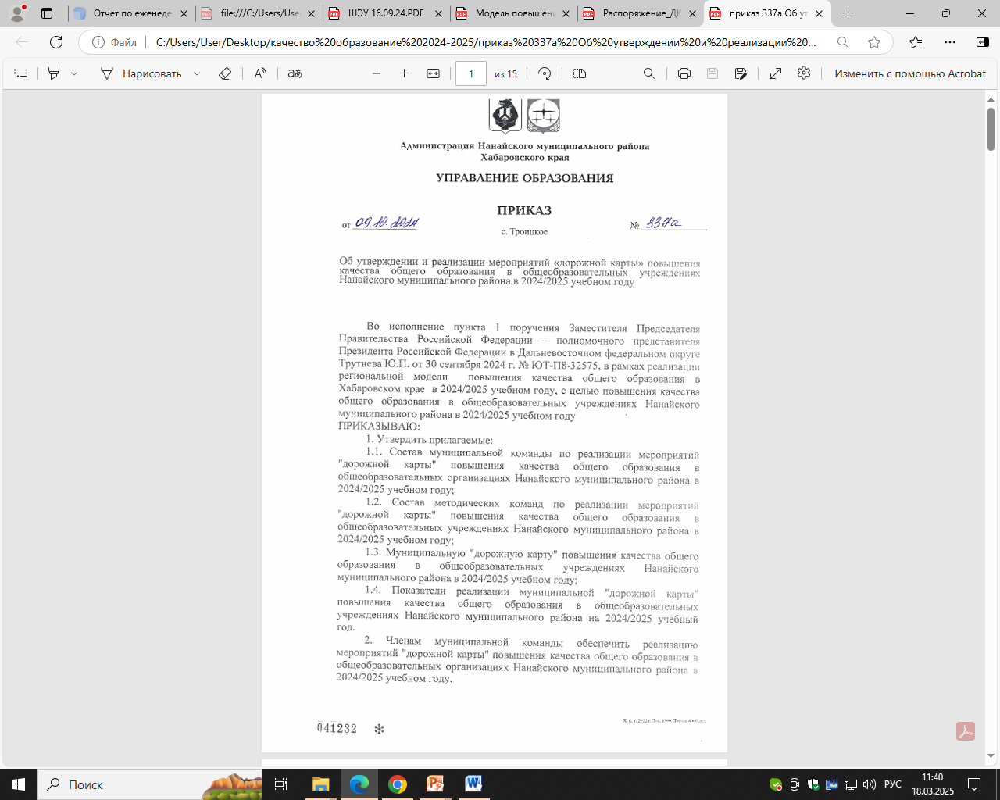 Отчет по еженеде.
file:///C:/Users/Use
ШЭУ 16.09.24.PDF
Модель повышени
Распоряжение_ДК
приказ 337а Об ут
Файл
C:/Users/User/Desktop/качество%20образование%202024-2025/приказ%20337а%20Об%20утверждении%20и%20реализации%20...
Нарисовать
1
из 15
Изменить с помощью Acrobat
Администрация Нанайского муниципального района
Хабаровского края
УПРАВЛЕНИЕ ОБРАЗОВАНИЯ
ПРИКАЗ
от 09.10.2024
№ 337а
с. Троицкое
Об утверждении и реализации мероприятий «дорожной карты» повышения
качества общего образования в общеобразовательных учреждениях
Нанайского муниципального района в 2024/2025 учебном году
Во исполнение пункта 1 поручения Заместителя Председателя
Правительства Российской Федерации – полномочного представителя
Президента Российской Федерации в Дальневосточном федеральном округе
Трутнева Ю.П. от 30 сентября 2024 г. № ЮТ-П8-32575, в рамках реализации
региональной модели повышения качества общего образования в
Хабаровском крае в 2024/2025 учебном году, с целью повышения качества
общего образования в общеобразовательных учреждениях Нанайского
муниципального района в 2024/2025 учебном году
ПРИКАЗЫВАЮ:
1. Утвердить прилагаемые:
1.1. Состав муниципальной команды по реализации мероприятий
"дорожной карты" повышения качества общего образования в
общеобразовательных организациях Нанайского муниципального района в
2024/2025 учебном году;
1.2. Состав методических команд по реализации мероприятий
"дорожной карты" повышения качества общего образования в
общеобразовательных учреждениях Нанайского муниципального района в
2024/2025 учебном году;
1.3. Муниципальную "дорожную карту" повышения качества общего
образования в общеобразовательных учреждениях Нанайского
муниципального района в 2024/2025 учебном году;
1.4. Показатели реализации муниципальной "дорожной карты"
повышения качества общего образования в общеобразовательных
учреждениях Нанайского муниципального района на 2024/2025 учебный
год.
2. Членам муниципальной команды обеспечить реализацию
мероприятий "дорожной карты" повышения качества общего образования в
общеобразовательных организациях Нанайского муниципального района в
2024/2025 учебном году.
Х. к. т. 2022 г. Зак. 1390. Тираж 4000 экз.
041232
Поиск
РУС
11:40
18.03.2025